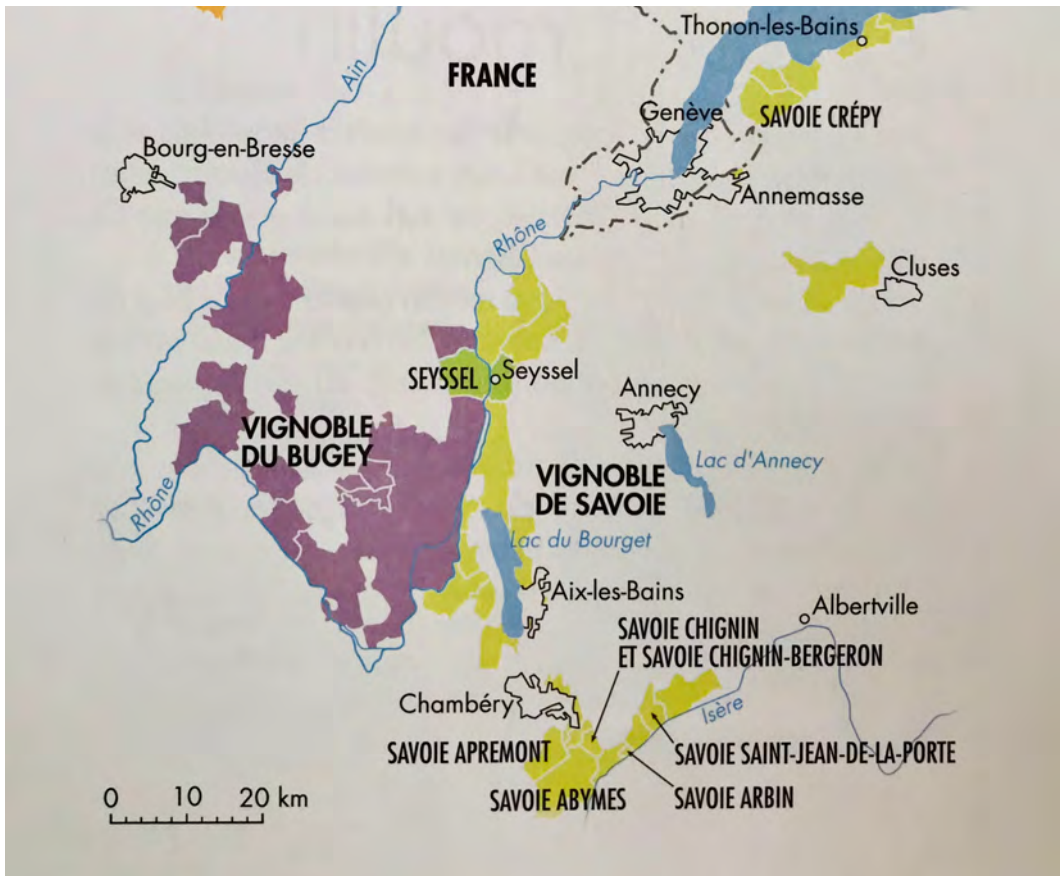 Thonon-les-Bains
FRANCE
Ain
Genève
SAVOIE CRÉPY
Bourg-en-Bresse
Annemasse
Rhône
Cluses
SEYSSEL
Seyssel
Annecy
VIGNOBLE
DU BUGEY
Lac d'Annecy
VIGNOBLE
DE SAVOIE
Rhône
Lac du Bourget
Aix-les-Bains
Albertville
SAVOIE CHIGNIN
ET SAVOIE CHIGNIN-BERGERON
Chambéry
Isère
SAVOIE APREMONT
SAVOIE SAINT-JEAN-DE-LA-PORTE
SAVOIE ABYMES
SAVOIE ARBIN
0 10 20 km